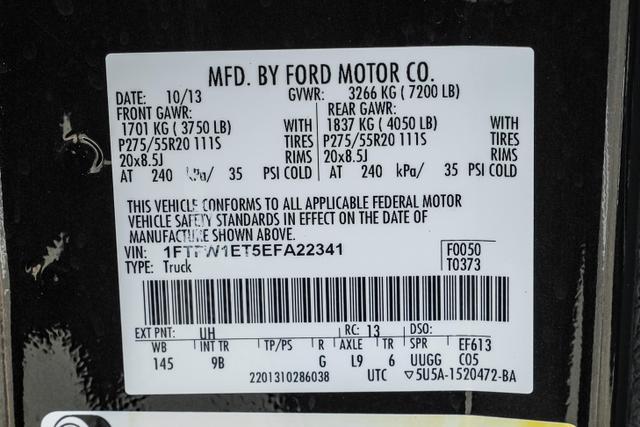 MFD. BY FORD MOTOR CO.
DATE: 10/13 GVWR: 3266 KG ( 7200 LB)
FRONT GAWR: REAR GAWR:
1701 KG ( 3750 LB) WITH 1837 KG ( 4050 LB) WITH
P275/55R20 111S TIRES P275/55R20 111S TIRES
20x8.5J RIMS 20x8.5J RIMS
AT 240 kPa/ 35 PSI COLD AT 240 kPa/ 35 PSI COLD
THIS VEHICLE CONFORMS TO ALL APPLICABLE FEDERAL MOTOR
VEHICLE SAFETY STANDARDS IN EFFECT ON THE DATE OF
MANUFACTURE SHOWN ABOVE.
VIN: 1FTFW1ET5EFA22341 F0050
TYPE: Truck T0373
EXT PNT: UH RC: 13 DSO:
WB INT TR TP/PS R AXLE TR SPR EF613
145 9B G L9 6 UUGG C05
2201310286038 UTC ▽5U5A-1520472-BA